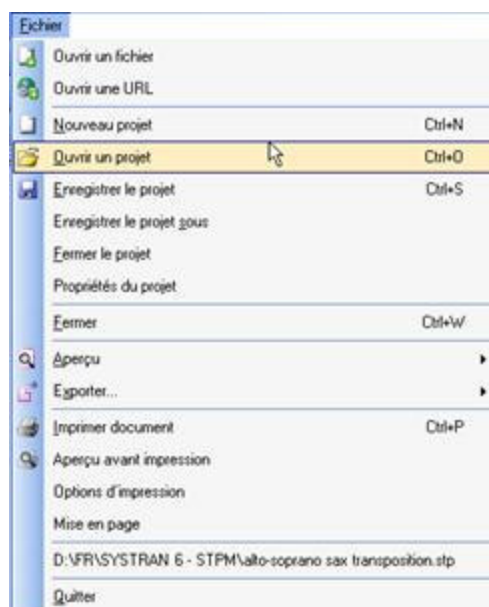 Fichier
Ouvrir un fichier
Ouvrir une URL
Nouveau projet Ctrl+N
Ouvrir un projet Ctrl+O
Enregistrer le projet Ctrl+S
Enregistrer le projet sous
Fermer le projet
Propriétés du projet
Fermer Ctrl+W
Aperçu
Exporter...
Imprimer document Ctrl+P
Aperçu avant impression
Options d'impression
Mise en page
D:\FR\SYSTRAN 6 - STPM\alto-soprano sax transposition.stp
Quitter